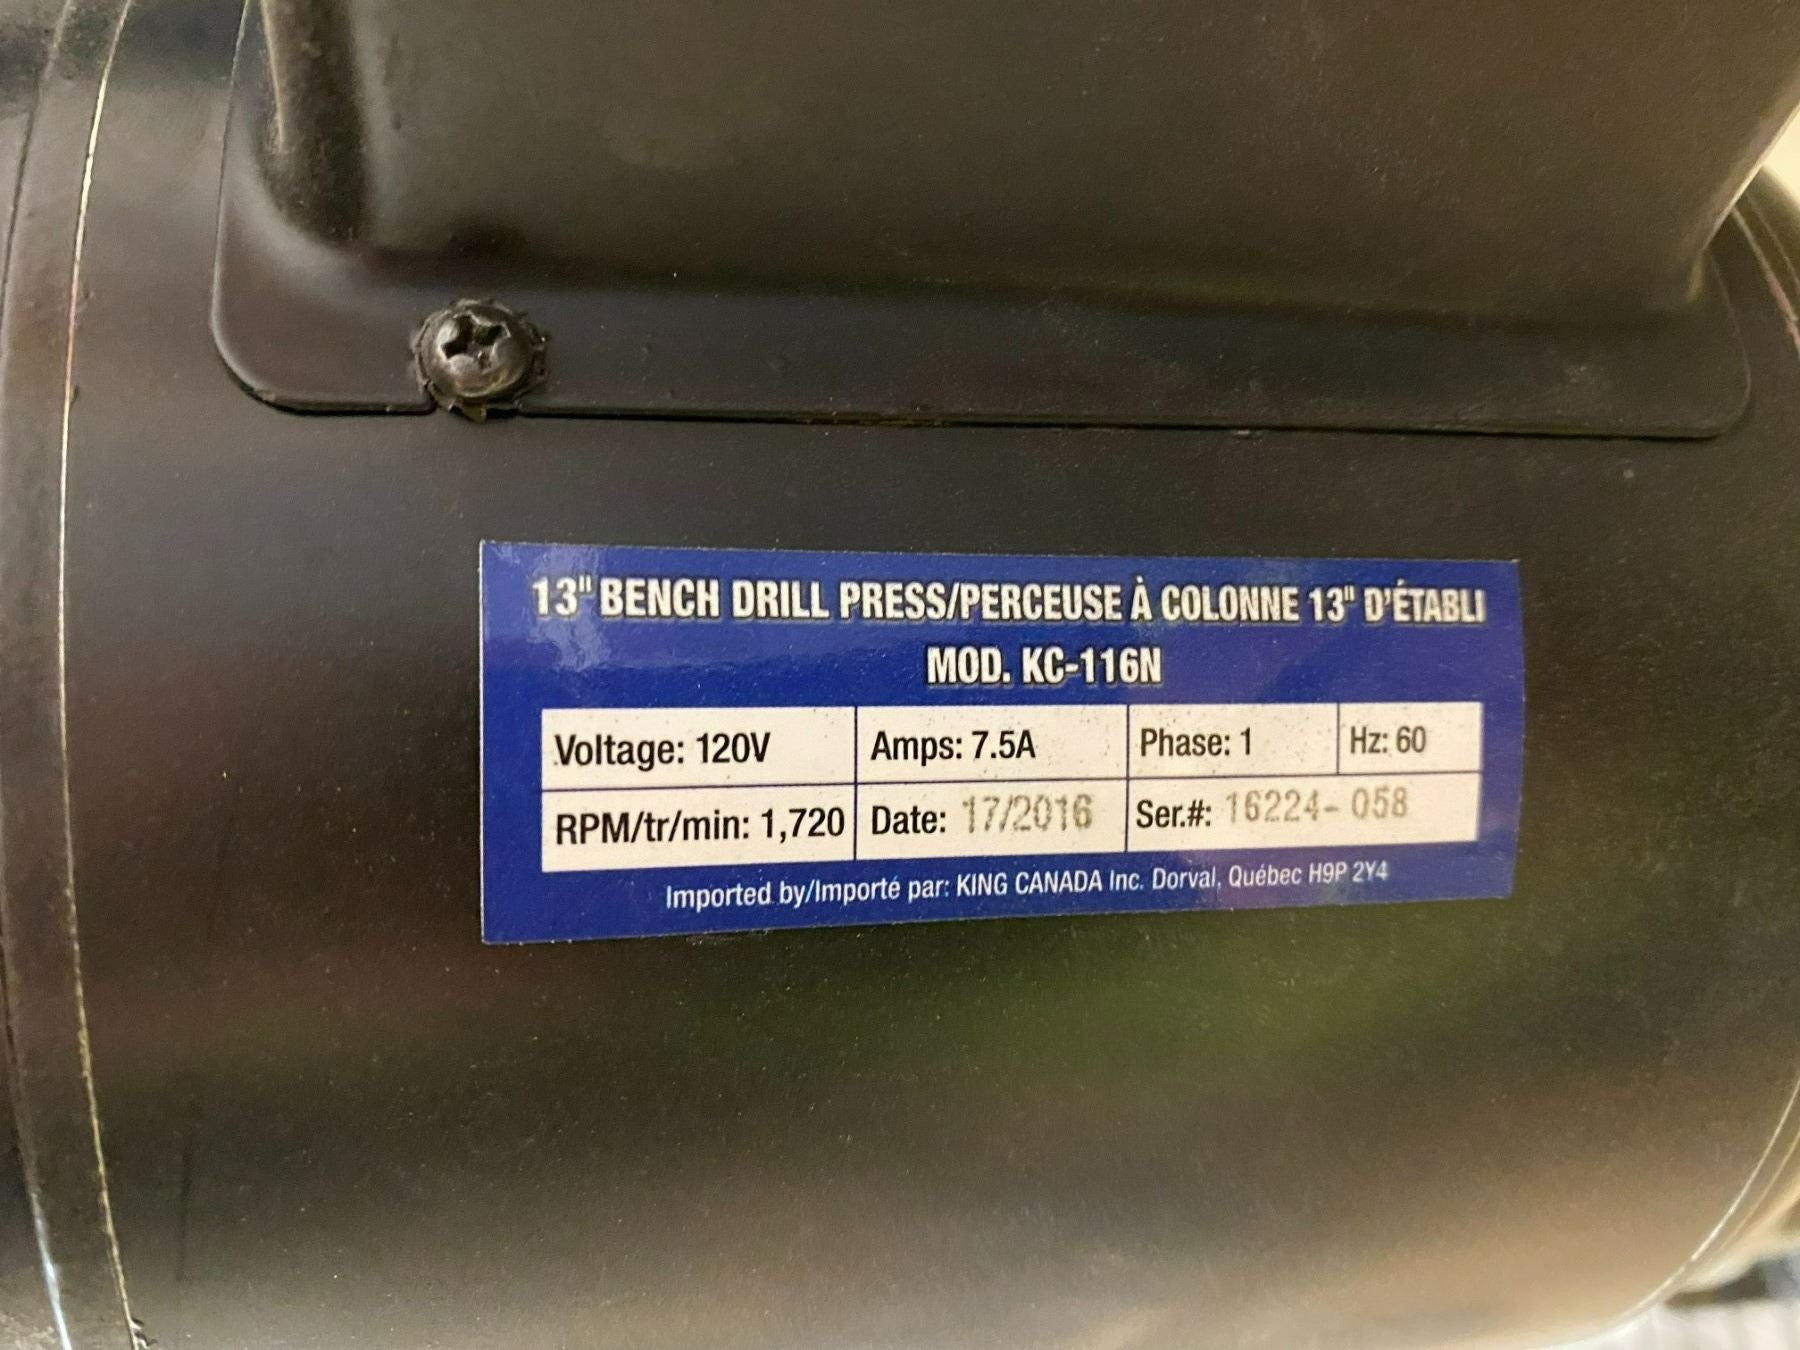 13" BENCH DRILL PRESS/PERCEUSE À COLONNE 13" D'ÉTABLI
MOD. KC-116N
Voltage: 120V Amps: 7.5A Phase: 1 Hz: 60
RPM/tr/min: 1,720 Date: 17/2016 Ser.#: 16224- 058
Imported by/Importé par: KING CANADA Inc. Dorval, Québec H9P 2Y4